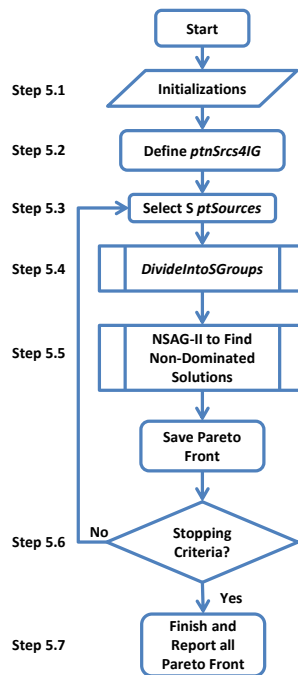 Start
Step 5.1
Initializations
Step 5.2
Define ptnSrcs4IG
Step 5.3
Select S ptSources
Step 5.4
DivideIntoSGroups
Step 5.5
NSAG-II to Find
Non-Dominated
Solutions
Save Pareto
Front
Step 5.6
No
Stopping
Criteria?
Yes
Step 5.7
Finish and
Report all
Pareto Front